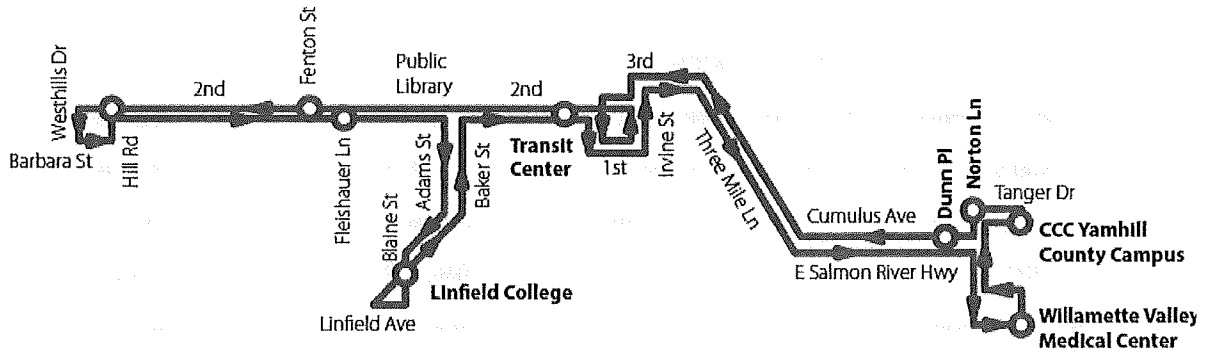 Westhills Dr
2nd
Fenton St
Public
Library
2nd
3rd
Barbara St
Hill Rd
Fleishauer Ln
Adams St
Baker St
Transit
Center
1st
Irvine St
Three Mile Ln
Dunn Pl
Norton Ln
Tanger Dr
Cumulus Ave
CCC Yamhill
County Campus
E Salmon River Hwy
Blaine St
Linfield College
Linfield Ave
Willamette Valley
Medical Center